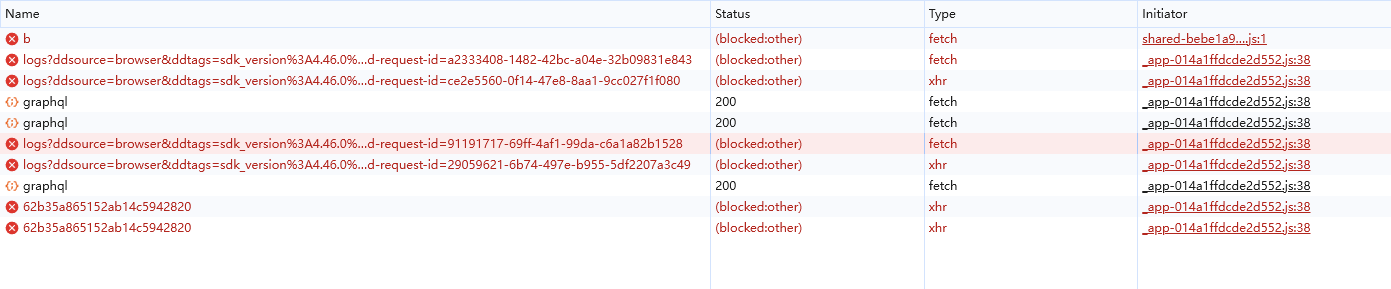 Name Status Type Initiator
b (blocked:other) fetch shared-bebe1a9....js:1
logs?ddsource=browser&ddtags=sdk_version%3A4.46.0%...d-request-id=a2333408-1482-42bc-a04e-32b09831e843 (blocked:other) fetch _app-014a1ffdcde2d552.js:38
logs?ddsource=browser&ddtags=sdk_version%3A4.46.0%...d-request-id=ce2e5560-0f14-47e8-8aa1-9cc027f1f080 (blocked:other) xhr _app-014a1ffdcde2d552.js:38
graphql 200 fetch _app-014a1ffdcde2d552.js:38
graphql 200 fetch _app-014a1ffdcde2d552.js:38
logs?ddsource=browser&ddtags=sdk_version%3A4.46.0%...d-request-id=91191717-69ff-4af1-99da-c6a1a82b1528 (blocked:other) fetch _app-014a1ffdcde2d552.js:38
logs?ddsource=browser&ddtags=sdk_version%3A4.46.0%...d-request-id=29059621-6b74-497e-b955-5df2207a3c49 (blocked:other) xhr _app-014a1ffdcde2d552.js:38
graphql 200 fetch _app-014a1ffdcde2d552.js:38
62b35a865152ab14c5942820 (blocked:other) xhr _app-014a1ffdcde2d552.js:38
62b35a865152ab14c5942820 (blocked:other) xhr _app-014a1ffdcde2d552.js:38